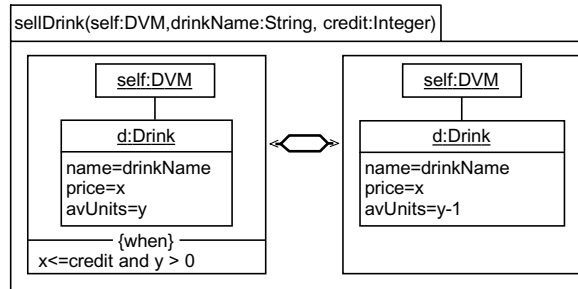 sellDrink(self:DVM,drinkName:String, credit:Integer)
self:DVM
d:Drink
name=drinkName
price=x
avUnits=y
{when}
x<=credit and y > 0
self:DVM
d:Drink
name=drinkName
price=x
avUnits=y-1